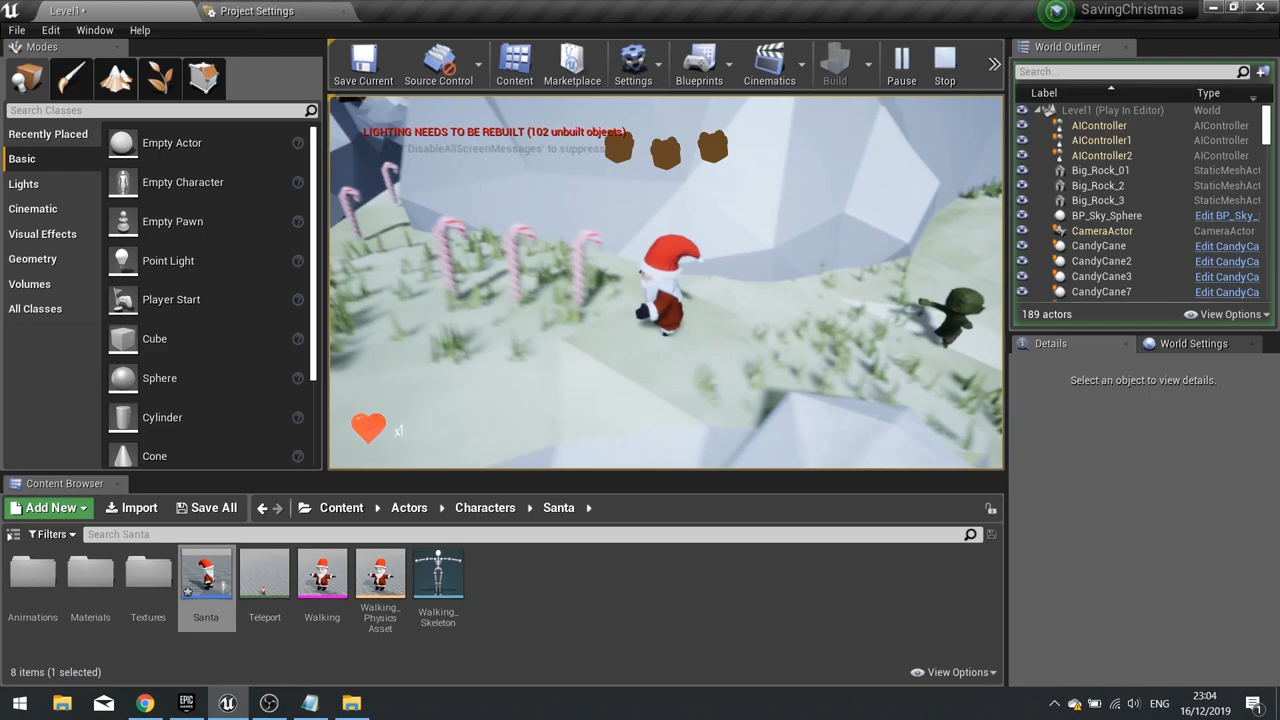 Level1•
Project Settings
SavingChristmas
File Edit Window Help
Modes
Search Classes
Recently Placed
Basic
Lights
Cinematic
Visual Effects
Geometry
Volumes
All Classes
Empty Actor
Empty Character
Empty Pawn
Point Light
Player Start
Cube
Sphere
Cylinder
Cone
Save Current
Source Control
Content
Marketplace
Settings
Blueprints
Cinematics
Build
Pause
Stop
LIGHTING NEEDS TO BE REBUILT (102 unbuilt objects)
'DisableAllScreenMessages' to suppress
x1
World Outliner
Search...
Label Type
Level1 (Play In Editor) World
AIController AIController
AIController1 AIController
AIController2 AIController
Big_Rock_01 StaticMeshAct
Big_Rock_2 StaticMeshAct
Big_Rock_3 StaticMeshAct
BP_Sky_Sphere Edit BP_Sky_
CameraActor CameraActor
CandyCane Edit CandyCa
CandyCane2 Edit CandyCa
CandyCane3 Edit CandyCa
CandyCane7 Edit CandyCa
189 actors View Options
Details World Settings
Select an object to view details.
Content Browser
Add New Import Save All Content Actors Characters Santa
Filters Search Santa
Animations
Materials
Textures
Santa
Teleport
Walking
Walking_
Physics
Asset
Walking_
Skeleton
8 items (1 selected) View Options
EPIC
GAMES
ENG
23:04
16/12/2019
1